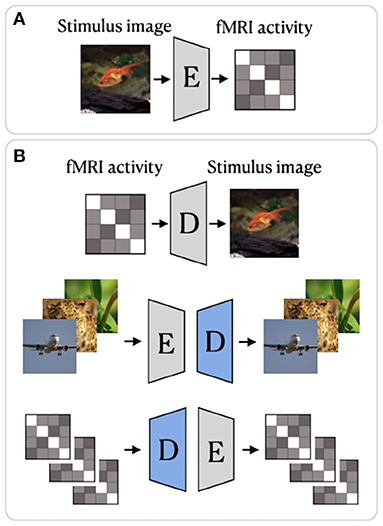 A
Stimulus image fMRI activity
E
B
fMRI activity Stimulus image
D
E D
D E